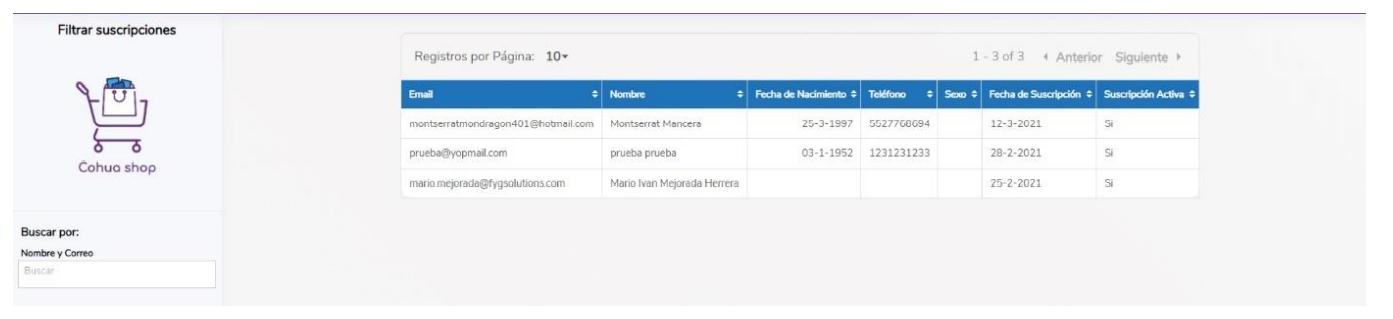 Filtrar suscripciones
Cohua shop
Buscar por:
Nombre y Correo
Buscar
Registros por Página: 10
1 - 3 of 3 Anterior Siguiente
Email Nombre Fecha de Nacimiento Teléfono Sexo Fecha de Suscripción Suscripción Activa
montserratmondragon401@hotmail.com Montserrat Mancera 25-3-1997 5527768694 12-3-2021 Si
prueba@yopmail.com prueba prueba 03-1-1952 1231231233 28-2-2021 Si
mario.mejorada@fygsolutions.com Mario Ivan Mejorada Herrera 25-2-2021 Si